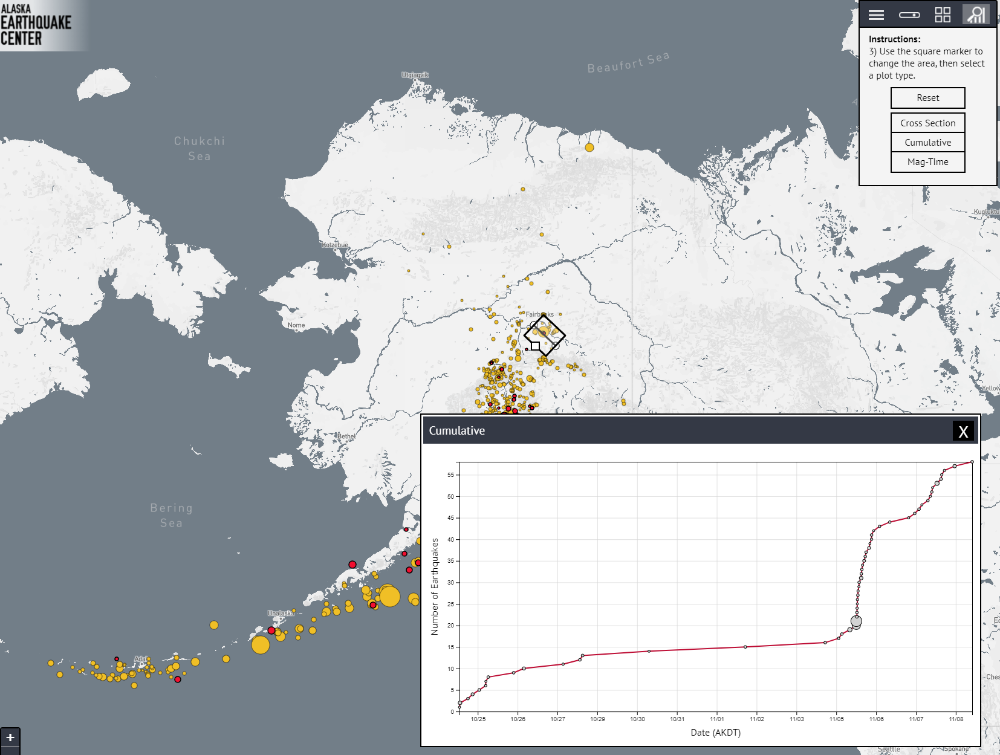 ALASKA
EARTHQUAKE
CENTER
Instructions:
3) Use the square marker to
change the area, then select
a plot type.
Reset
Cross Section
Cumulative
Mag-Time
Beaufort Sea
Utqiagvik
Chukchi
Sea
Kugluktu
Kotzebue
Fairbanks
Nome
Yellow
Bethel
Bering
Sea
Unalaska
Adak
Cumulative
X
Number of Earthquakes
55
50
45
40
35
30
25
20
15
10
5
0
10/25
10/26
10/27
10/29
10/30
10/31
11/01
11/02
11/03
11/05
11/06
11/07
11/08
Date (AKDT)
Ed
Ches
+
Seattle
Spokane